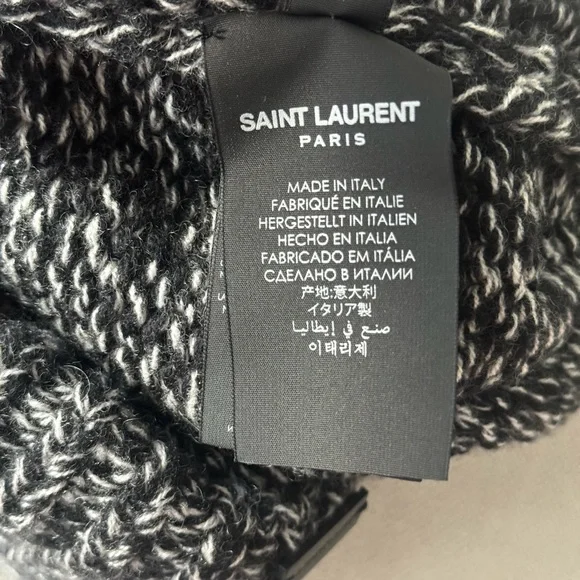 SAINT LAURENT
PARIS
MADE IN ITALY
FABRIQUÉ EN ITALIE
HERGESTELLT IN ITALIEN
HECHO EN ITALIA
FABRICADO EM ITÁLIA
СДЕЛАНО В ИТАЛИИ
产地:意大利
イタリア製
صنع في إيطاليا
이태리제